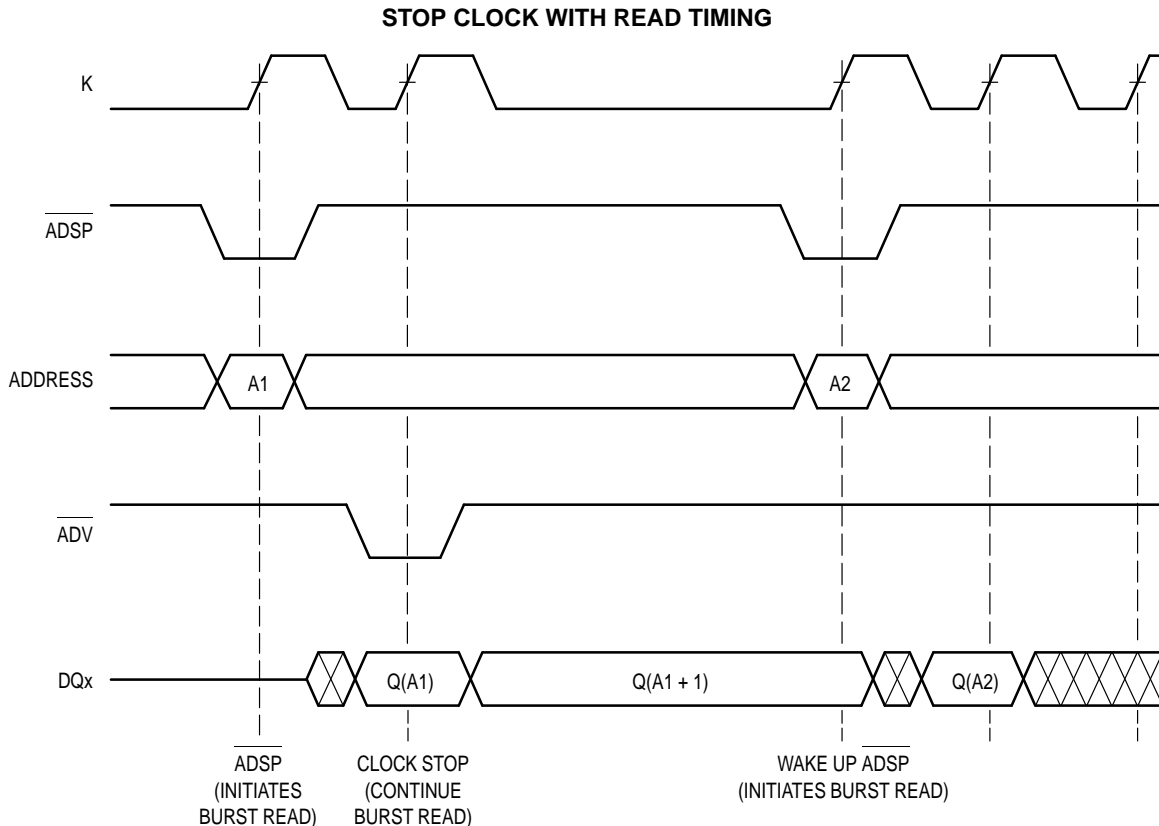 STOP CLOCK WITH READ TIMING
K
ADSP
ADDRESS
A1
A2
ADV
DQx
Q(A1)
Q(A1 + 1)
Q(A2)
ADSP
(INITIATES
BURST READ)
CLOCK STOP
(CONTINUE
BURST READ)
WAKE UP ADSP
(INITIATES BURST READ)